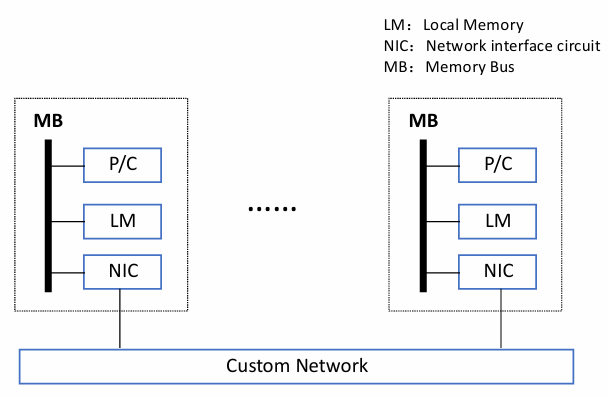 LM：Local Memory
NIC：Network interface circuit
MB：Memory Bus
MB
P/C
LM
NIC
......
MB
P/C
LM
NIC
Custom Network